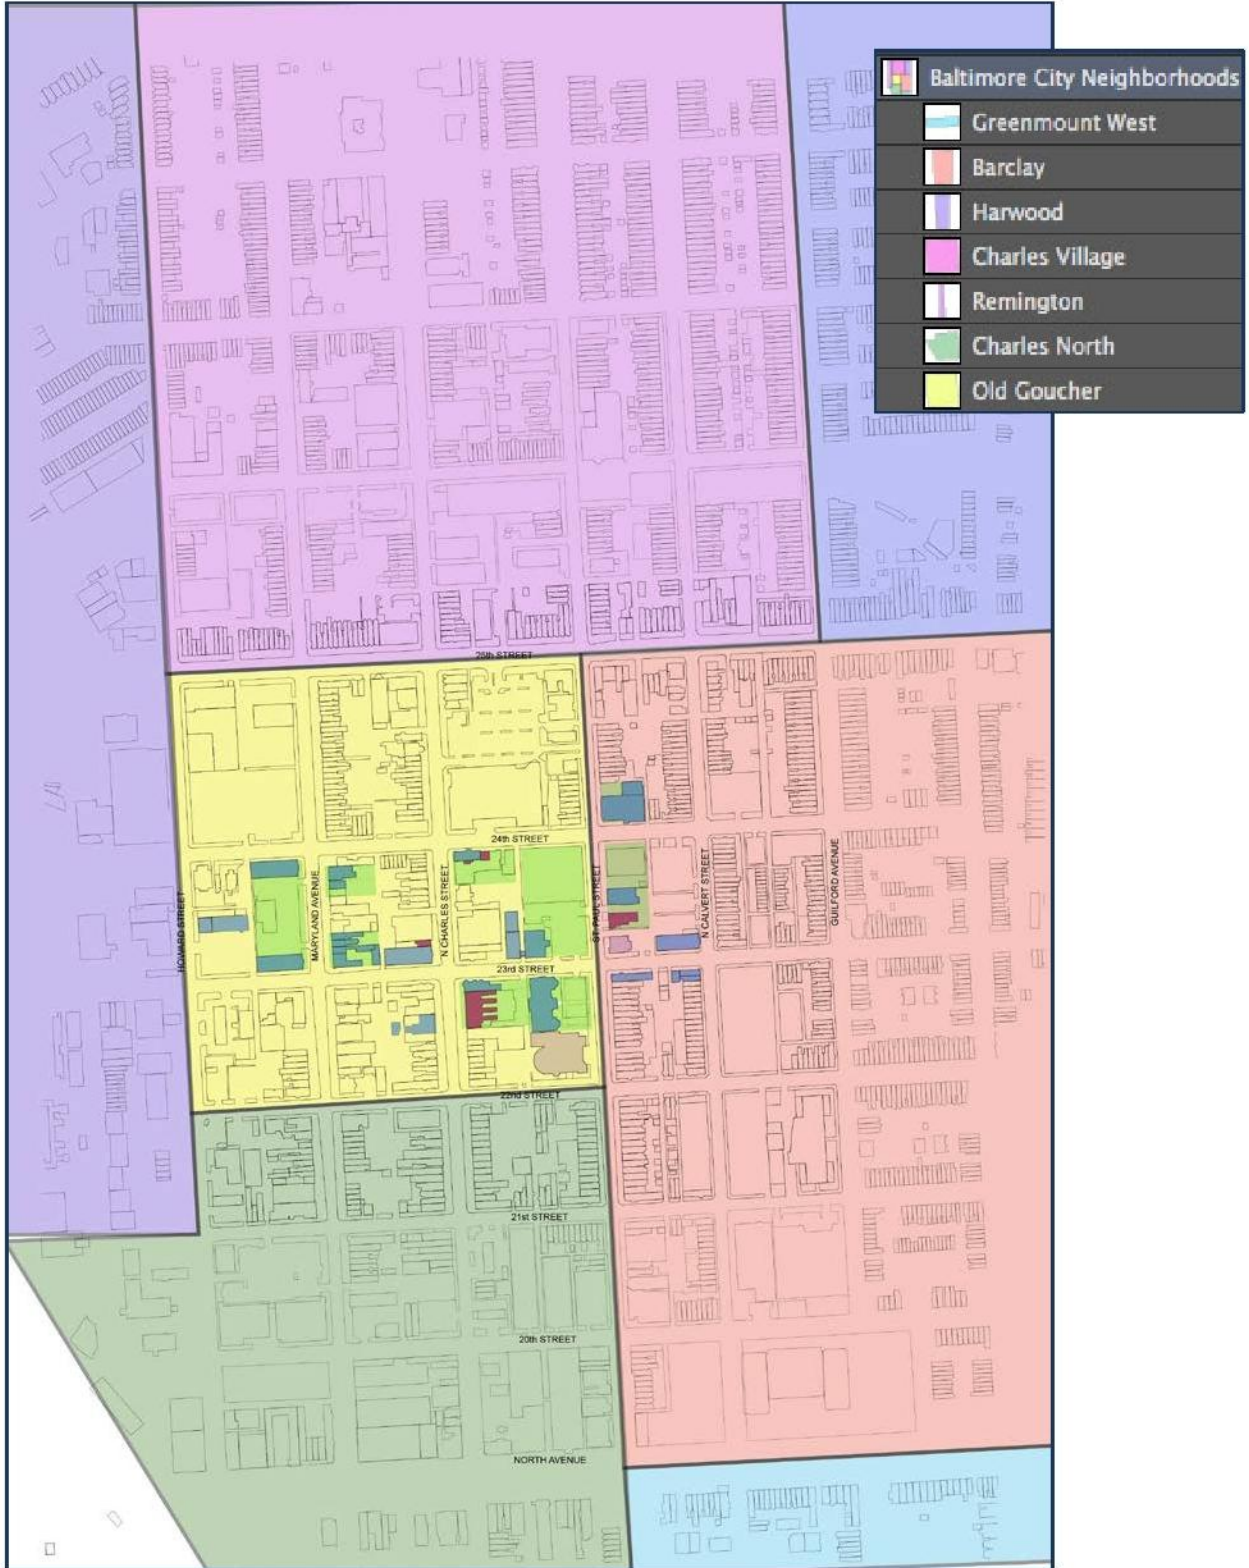 Baltimore City Neighborhoods
Greenmount West
Barclay
Harwood
Charles Village
Remington
Charles North
Old Goucher
25th STREET
24th STREET
HOWARD STREET
MARYLAND AVENUE
N CHARLES STREET
ST. PAUL STREET
N CALVERT STREET
GUILFORD AVENUE
23rd STREET
22nd STREET
21st STREET
20th STREET
NORTH AVENUE